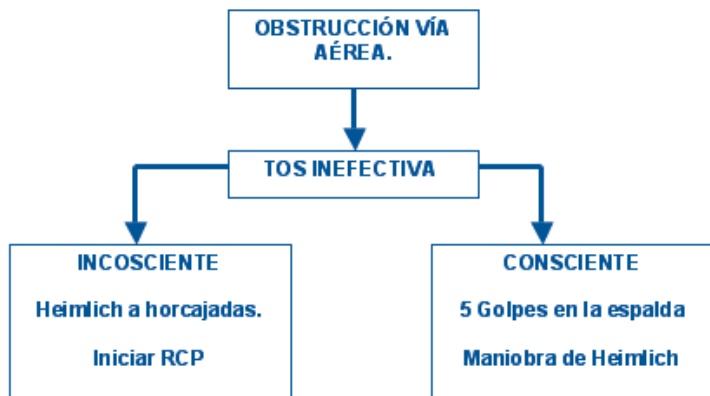 OBSTRUCCIÓN VÍA
AÉREA.
TOS INEFECTIVA
INCOSCIENTE
Heimlich a horcajadas.
Iniciar RCP
CONSCIENTE
5 Golpes en la espalda
Maniobra de Heimlich